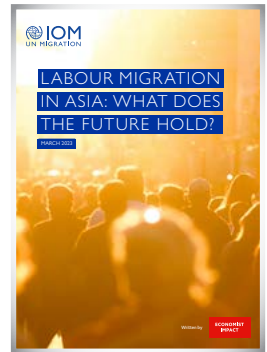 IOM
UN MIGRATION
LABOUR MIGRATION
IN ASIA: WHAT DOES
THE FUTURE HOLD?
MARCH 2023
Written by
ECONOMIST
IMPACT